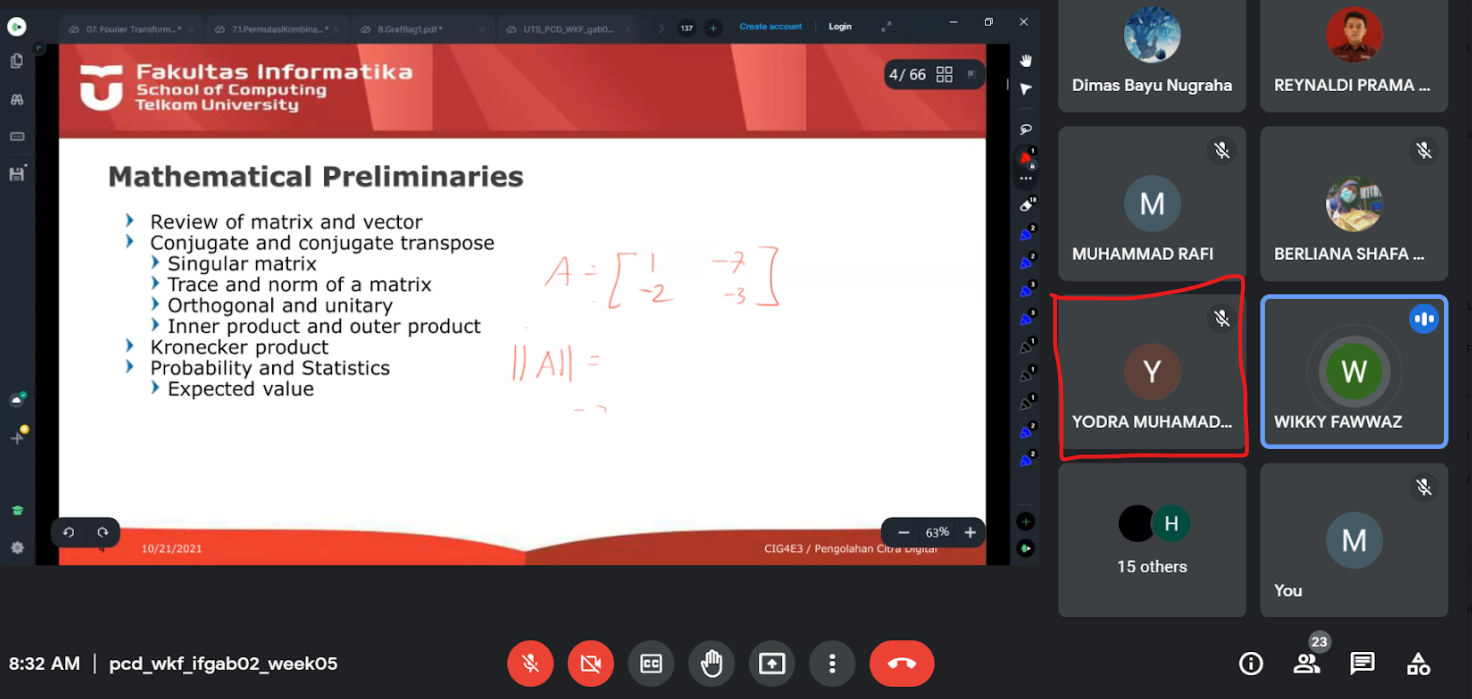 07. Fourier Transform...*
7.1.PermutasiKombina...*
8.GrafBag1.pdf*
UTS_PCD_WKF_gab0...
137
Create account
Login
Fakultas Informatika
School of Computing
Telkom University
4 / 66
Mathematical Preliminaries
Review of matrix and vector
Conjugate and conjugate transpose
Singular matrix
Trace and norm of a matrix
Orthogonal and unitary
Inner product and outer product
Kronecker product
Probability and Statistics
Expected value
A = [ 1 -7
-2 -3 ]
||A|| =
4
10/21/2021
CIG4E3 / Pengolahan Citra Digital
63%
Dimas Bayu Nugraha
REYNALDI PRAMA ...
M
MUHAMMAD RAFI
BERLIANA SHAFA ...
Y
YODRA MUHAMAD...
W
WIKKY FAWWAZ
H
15 others
M
You
8:32 AM | pcd_wkf_ifgab02_week05
CC
23